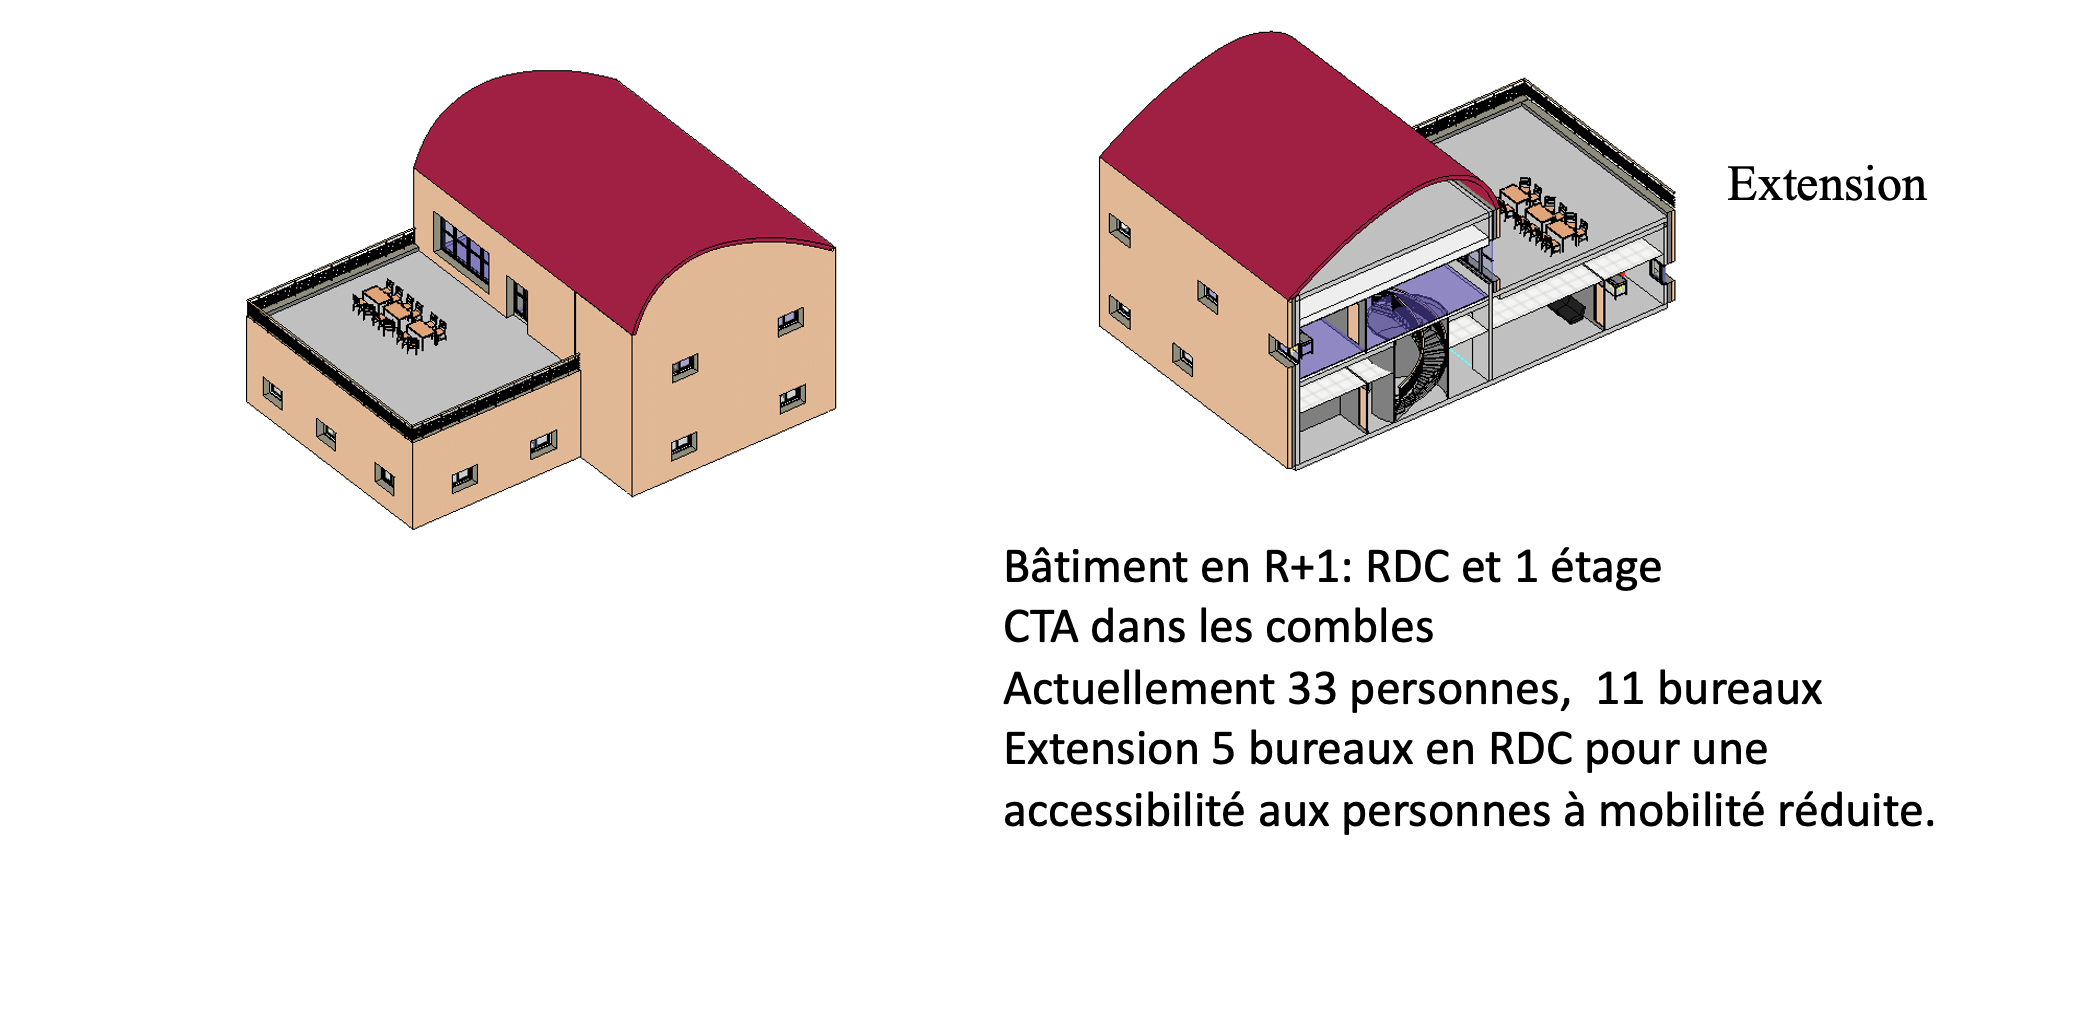 Extension
Bâtiment en R+1: RDC et 1 étage
CTA dans les combles
Actuellement 33 personnes,  11 bureaux
Extension 5 bureaux en RDC pour une
accessibilité aux personnes à mobilité réduite.